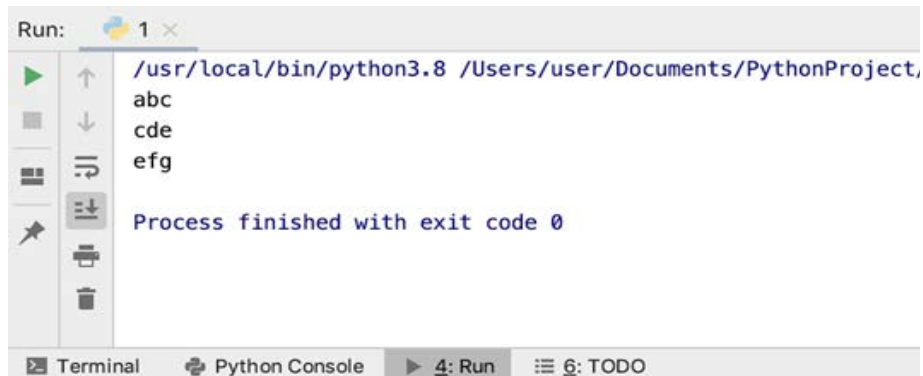 Run: 1
/usr/local/bin/python3.8 /Users/user/Documents/PythonProject/
abc
cde
efg
Process finished with exit code 0
Terminal Python Console 4: Run 6: TODO